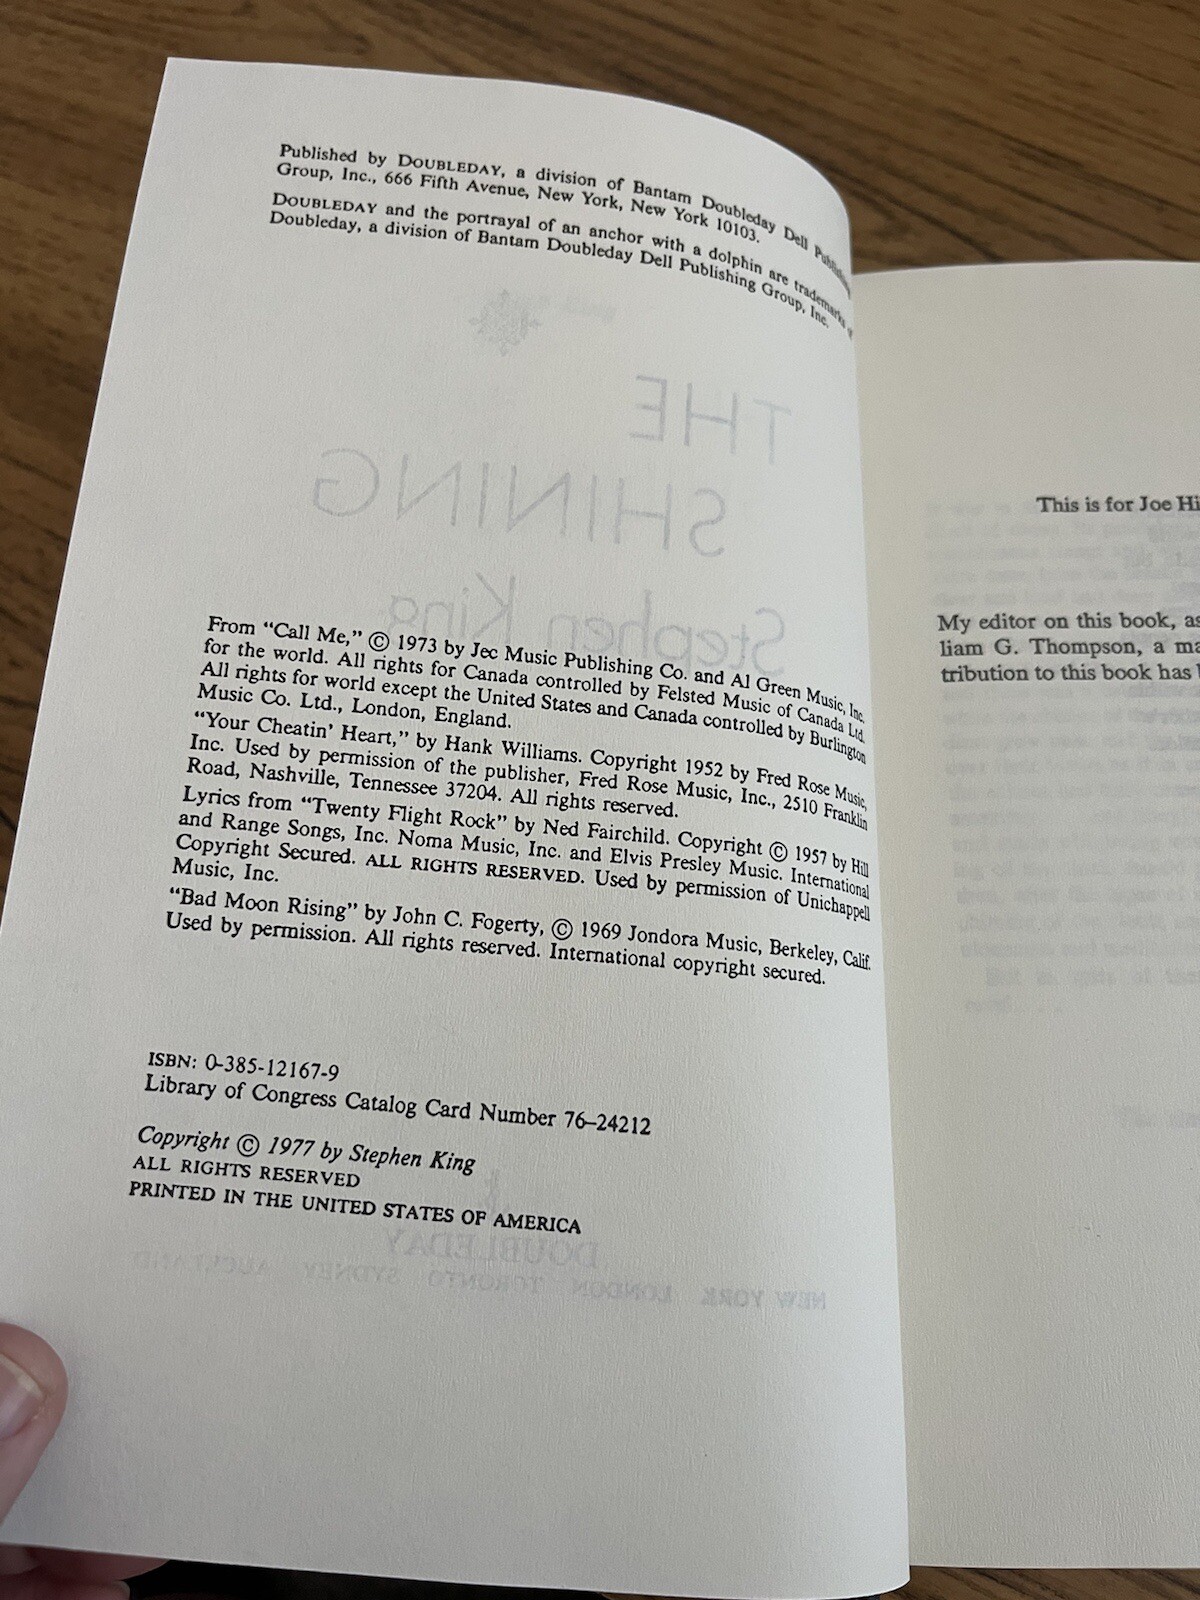 Published by DOUBLEDAY, a division of Bantam Doubleday Dell Publishing
Group, Inc., 666 Fifth Avenue, New York, New York 10103.
DOUBLEDAY and the portrayal of an anchor with a dolphin are trademarks of
Doubleday, a division of Bantam Doubleday Dell Publishing Group, Inc.
THE
SHINING
Stephen King
From “Call Me,” © 1973 by Jec Music Publishing Co. and Al Green Music, Inc.
for the world. All rights for Canada controlled by Felsted Music of Canada Ltd.
All rights for world except the United States and Canada controlled by Burlington
Music Co. Ltd., London, England.
“Your Cheatin’ Heart,” by Hank Williams. Copyright 1952 by Fred Rose Music,
Inc. Used by permission of the publisher, Fred Rose Music, Inc., 2510 Franklin
Road, Nashville, Tennessee 37204. All rights reserved.
Lyrics from “Twenty Flight Rock” by Ned Fairchild. Copyright © 1957 by Hill
and Range Songs, Inc. Noma Music, Inc. and Elvis Presley Music. International
Copyright Secured. ALL RIGHTS RESERVED. Used by permission of Unichappell
Music, Inc.
“Bad Moon Rising” by John C. Fogerty, © 1969 Jondora Music, Berkeley, Calif.
Used by permission. All rights reserved. International copyright secured.
ISBN: 0-385-12167-9
Library of Congress Catalog Card Number 76–24212
Copyright © 1977 by Stephen King
ALL RIGHTS RESERVED
PRINTED IN THE UNITED STATES OF AMERICA
DOUBLEDAY
NEW YORK LONDON TORONTO SYDNEY AUCKLAND
This is for Joe Hi
My editor on this book, as
liam G. Thompson, a ma
tribution to this book has